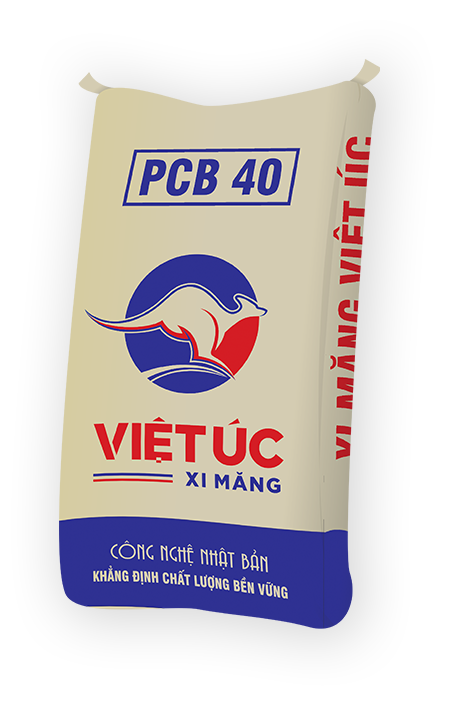 PCB 40
VIỆT ÚC
XI MĂNG
CÔNG NGHỆ NHẬT BẢN
KHẲNG ĐỊNH CHẤT LƯỢNG BỀN VỮNG
XI MĂNG VIỆT ÚC